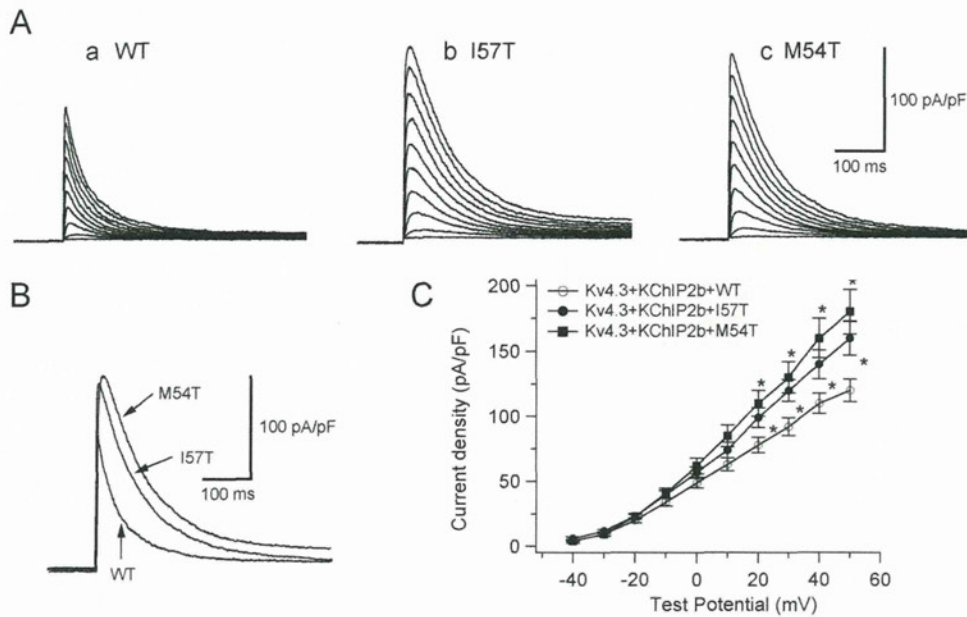 A
a WT
b I57T
c M54T
100 pA/pF
100 ms
B
M54T
I57T
WT
100 pA/pF
100 ms
C
Kv4.3+KChIP2b+WT
Kv4.3+KChIP2b+I57T
Kv4.3+KChIP2b+M54T
Current density (pA/pF)
200
150
100
50
0
* * * * * * * *
-40 -20 0 20 40 60
Test Potential (mV)